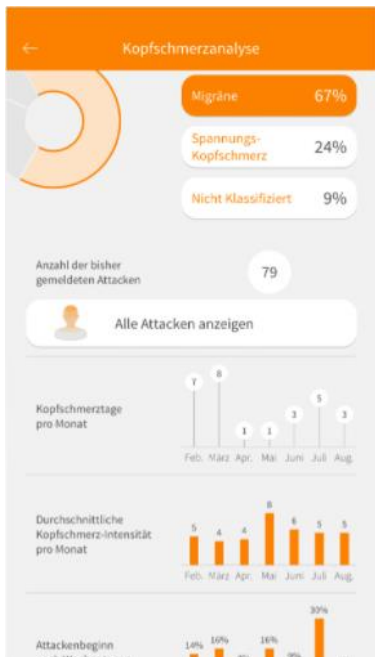 Kopfschmerzanalyse
Migräne 67%
Spannungs-
Kopfschmerz 24%
Nicht Klassifiziert 9%
Anzahl der bisher
gemeldeten Attacken 79
Alle Attacken anzeigen
7 8 1 1 3 5 3
Kopfschmerztage
pro Monat
Feb. März Apr. Mai Juni Juli Aug.
Durchschnittliche
Kopfschmerz-Intensität
pro Monat
5 4 4 8 6 5 5
Feb. März Apr. Mai Juni Juli Aug.
30%
14% 16% 16%
Attackenbeginn